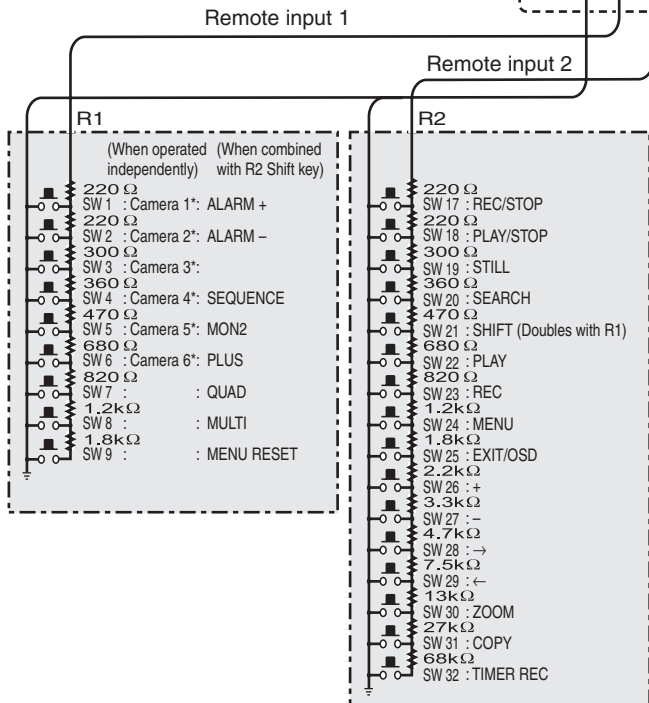 Remote input 1
Remote input 2
R1
(When operated independently) (When combined with R2 Shift key)
220 Ω
SW 1 : Camera 1*: ALARM +
220 Ω
SW 2 : Camera 2*: ALARM –
300 Ω
SW 3 : Camera 3*:
360 Ω
SW 4 : Camera 4*: SEQUENCE
470 Ω
SW 5 : Camera 5*: MON2
680 Ω
SW 6 : Camera 6*: PLUS
820 Ω
SW 7 : : QUAD
1.2kΩ
SW 8 : : MULTI
1.8kΩ
SW 9 : : MENU RESET
R2
220 Ω
SW 17 : REC/STOP
220 Ω
SW 18 : PLAY/STOP
300 Ω
SW 19 : STILL
360 Ω
SW 20 : SEARCH
470 Ω
SW 21 : SHIFT (Doubles with R1)
680 Ω
SW 22 : PLAY
820 Ω
SW 23 : REC
1.2kΩ
SW 24 : MENU
1.8kΩ
SW 25 : EXIT/OSD
2.2kΩ
SW 26 : +
3.3kΩ
SW 27 : –
4.7kΩ
SW 28 : →
7.5kΩ
SW 29 : ←
13kΩ
SW 30 : ZOOM
27kΩ
SW 31 : COPY
68kΩ
SW 32 : TIMER REC